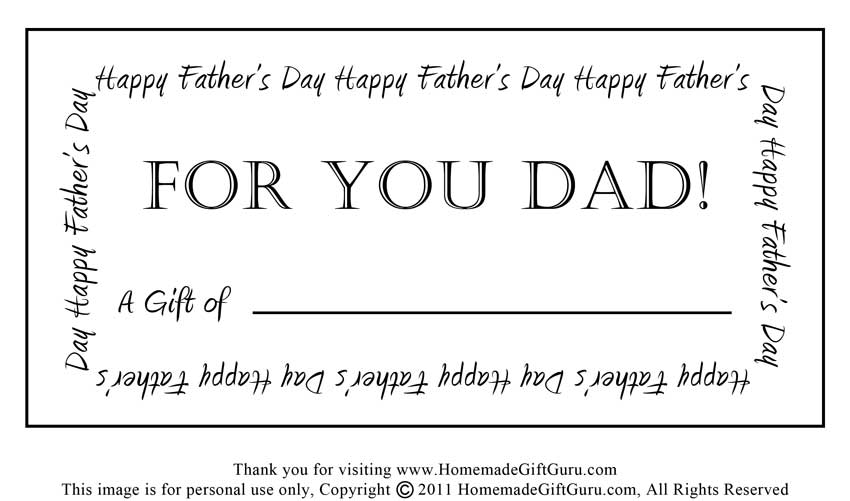 Happy Father's Day Happy Father's Day Happy Father's
Day Happy Father's Day
Happy Father's Day Happy Father's Day Happy Father's
Day Happy Father's Day
FOR YOU DAD!
A Gift of
Thank you for visiting www.HomemadeGiftGuru.com
This image is for personal use only, Copyright © 2011 HomemadeGiftGuru.com, All Rights Reserved